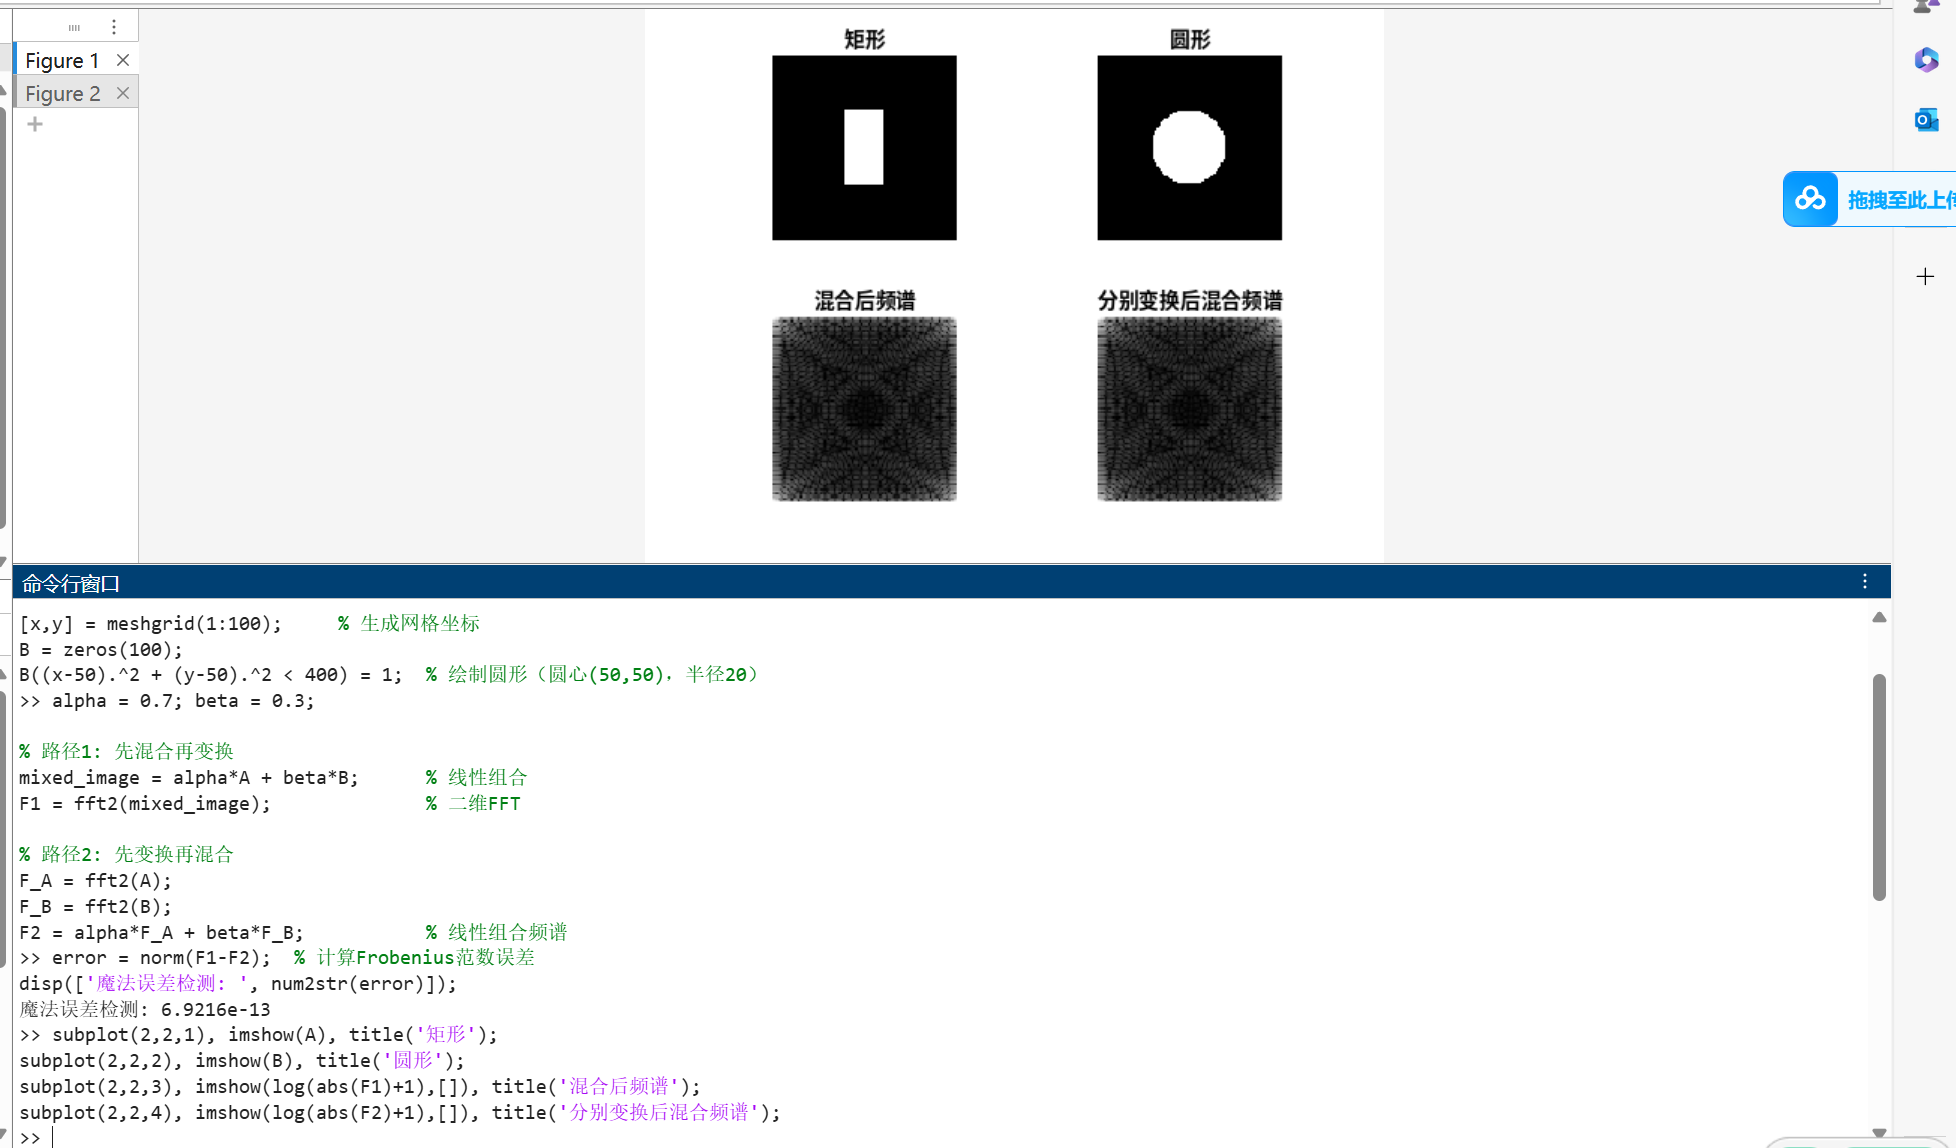 Figure 1
Figure 2
矩形
圆形
混合后频谱
分别变换后混合频谱
拖拽至此上
命令行窗口
[x,y] = meshgrid(1:100);     % 生成网格坐标
B = zeros(100);
B((x-50).^2 + (y-50).^2 < 400) = 1;  % 绘制圆形（圆心(50,50)，半径20）
>> alpha = 0.7; beta = 0.3;
% 路径1: 先混合再变换
mixed_image = alpha*A + beta*B;      % 线性组合
F1 = fft2(mixed_image);              % 二维FFT
% 路径2: 先变换再混合
F_A = fft2(A);
F_B = fft2(B);
F2 = alpha*F_A + beta*F_B;           % 线性组合频谱
>> error = norm(F1-F2);  % 计算Frobenius范数误差
disp(['魔法误差检测: ', num2str(error)]);
魔法误差检测: 6.9216e-13
>> subplot(2,2,1), imshow(A), title('矩形');
subplot(2,2,2), imshow(B), title('圆形');
subplot(2,2,3), imshow(log(abs(F1)+1),[]), title('混合后频谱');
subplot(2,2,4), imshow(log(abs(F2)+1),[]), title('分别变换后混合频谱');
>>